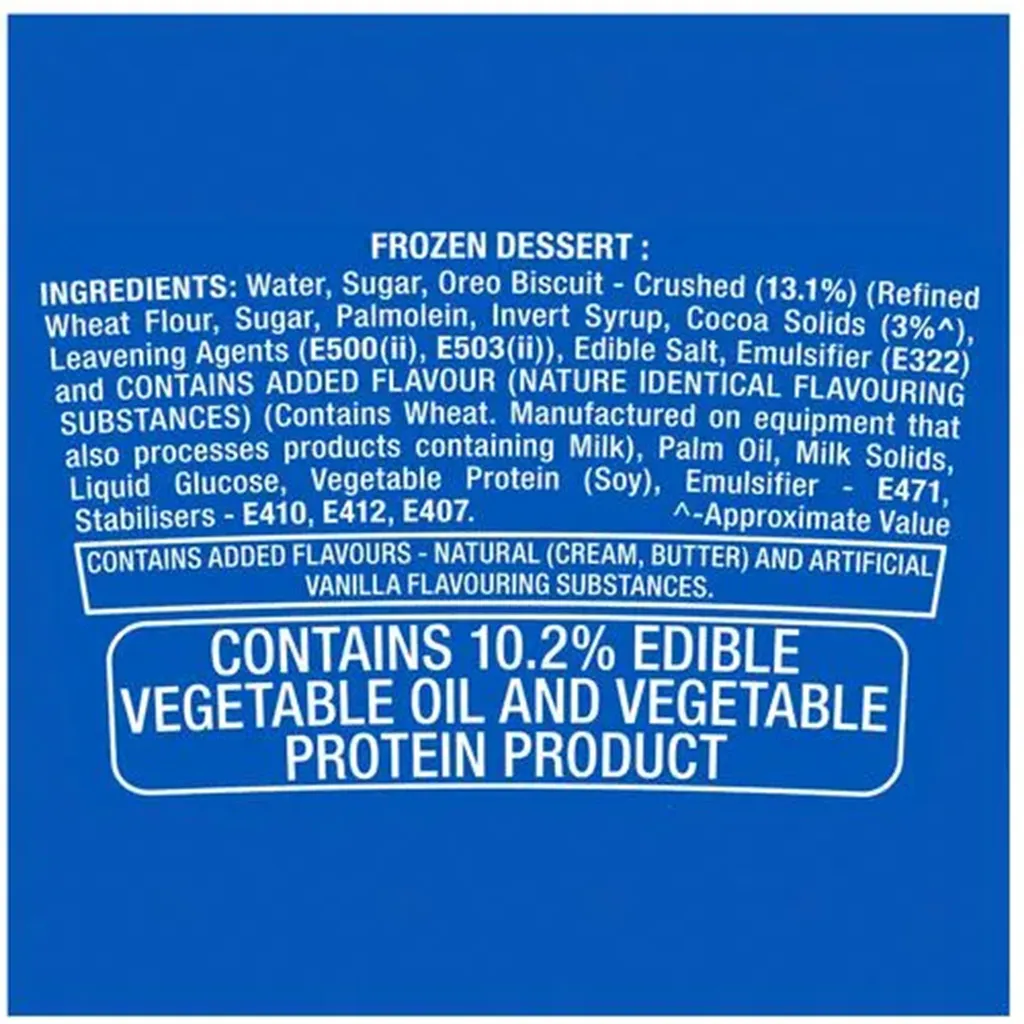 FROZEN DESSERT :
INGREDIENTS: Water, Sugar, Oreo Biscuit - Crushed (13.1%) (Refined
Wheat Flour, Sugar, Palmolein, Invert Syrup, Cocoa Solids (3%^),
Leavening Agents (E500(ii), E503(ii)), Edible Salt, Emulsifier (E322)
and CONTAINS ADDED FLAVOUR (NATURE IDENTICAL FLAVOURING
SUBSTANCES) (Contains Wheat. Manufactured on equipment that
also processes products containing Milk), Palm Oil, Milk Solids,
Liquid Glucose, Vegetable Protein (Soy), Emulsifier - E471,
Stabilisers - E410, E412, E407. ^-Approximate Value
CONTAINS ADDED FLAVOURS - NATURAL (CREAM, BUTTER) AND ARTIFICIAL
VANILLA FLAVOURING SUBSTANCES.
CONTAINS 10.2% EDIBLE
VEGETABLE OIL AND VEGETABLE
PROTEIN PRODUCT